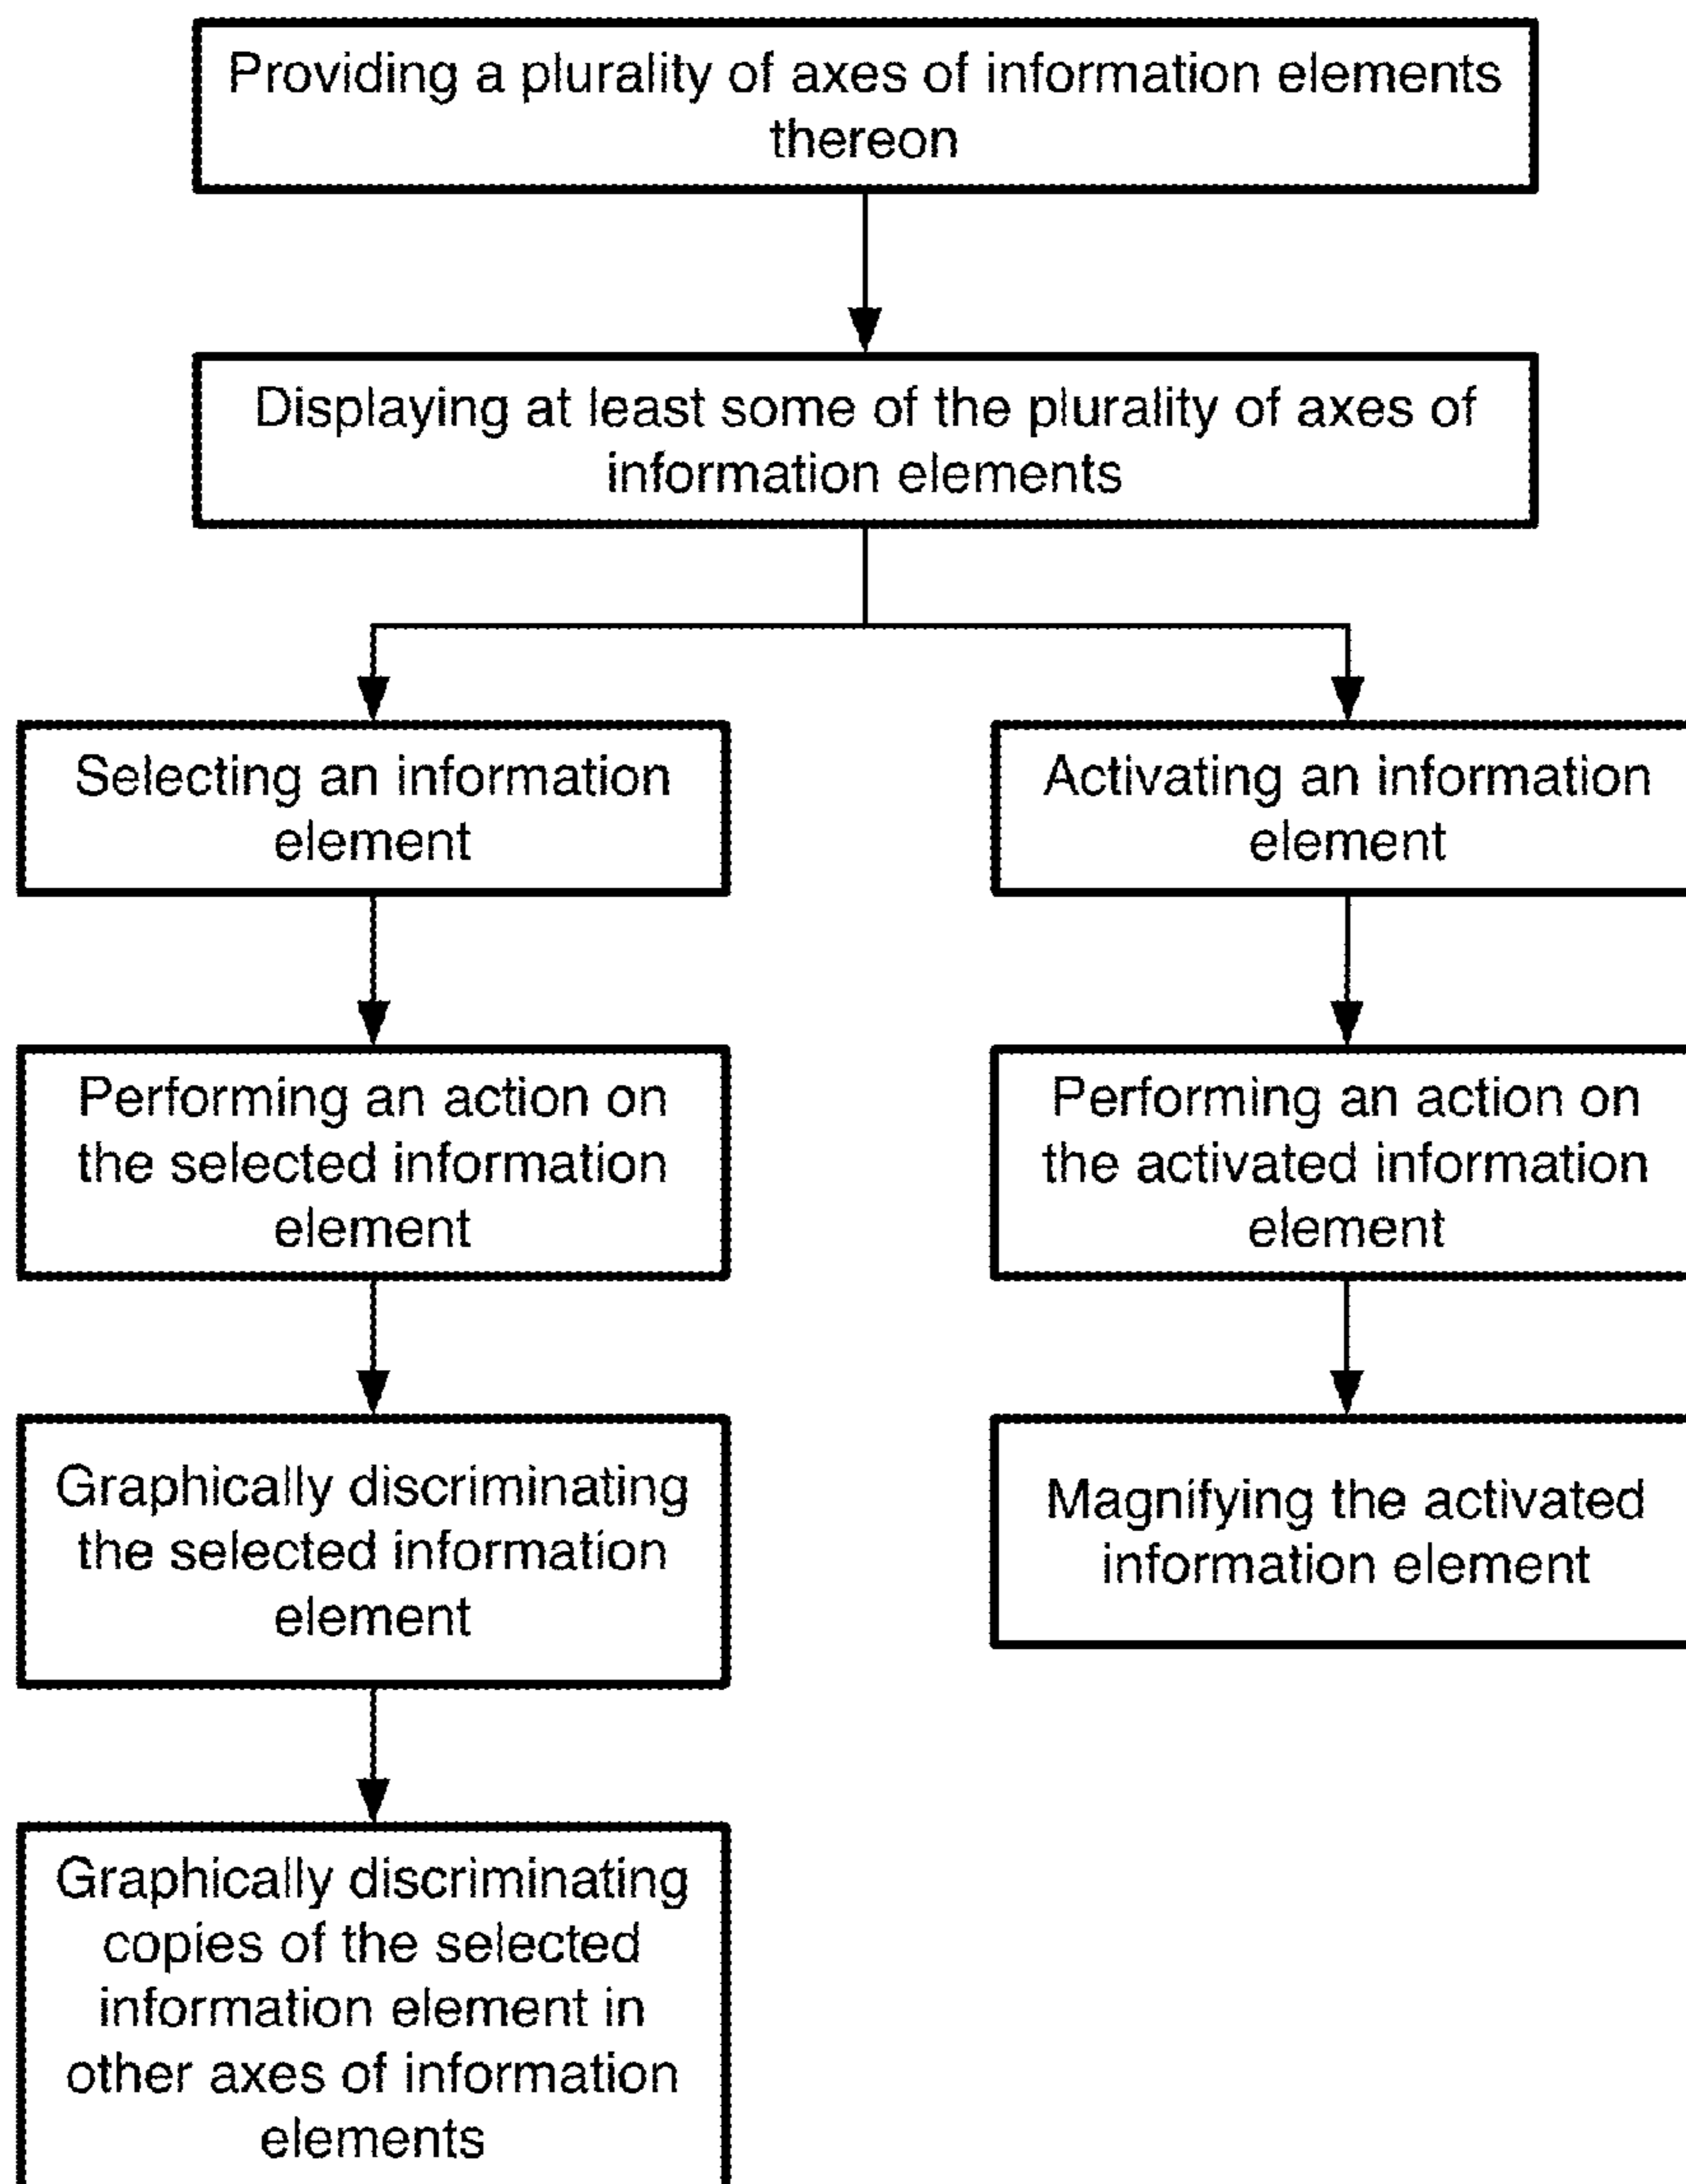 Providing a plurality of axes of information elements
thereon
Displaying at least some of the plurality of axes of
information elements
Selecting an information
element
Activating an information
element
Performing an action on
the selected information
element
Performing an action on
the activated information
element
Graphically discriminating
the selected information
element
Magnifying the activated
information element
Graphically discriminating
copies of the selected
information element in
other axes of information
elements